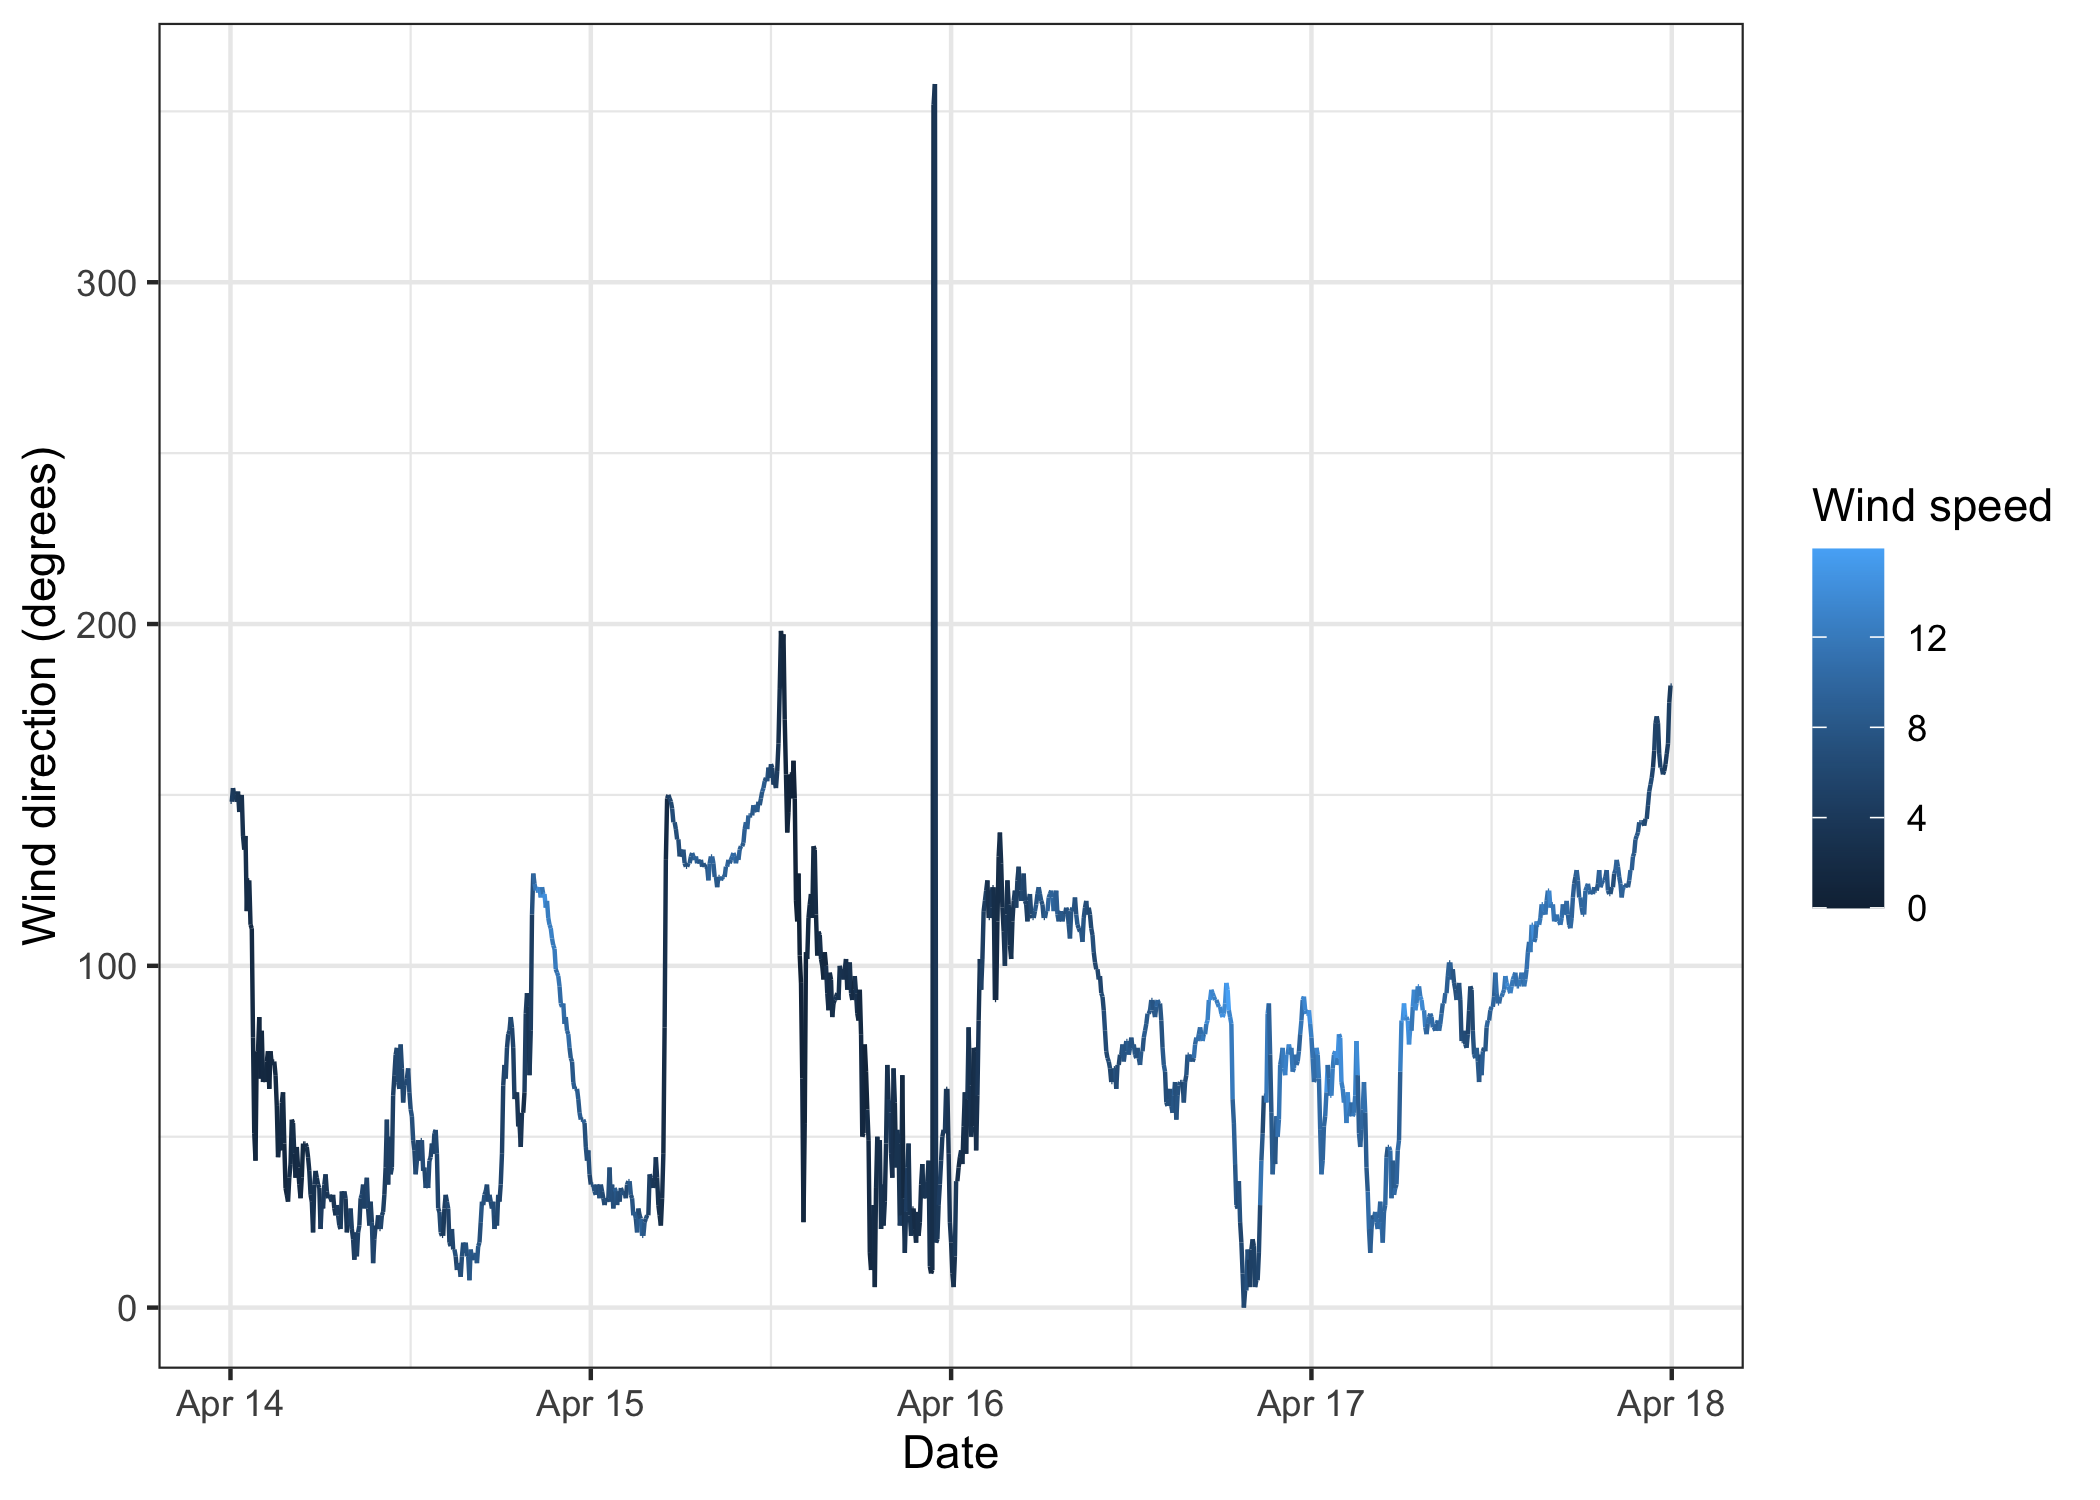 Wind direction (degrees)
300
200
100
0
Apr 14
Apr 15
Apr 16
Apr 17
Apr 18
Date
Wind speed
12
8
4
0